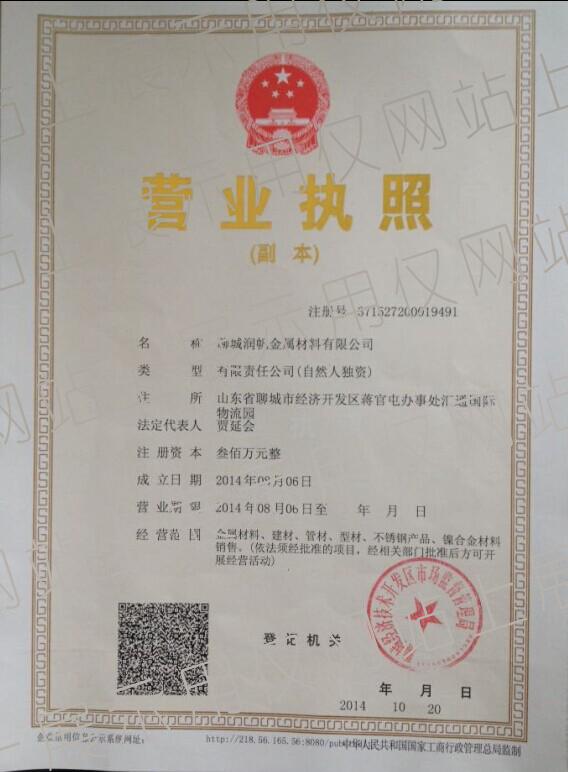 营业执照
(副 本)
注册号 371527200019491
名 称 聊城润帆金属材料有限公司
类 型 有限责任公司(自然人独资)
住 所 山东省聊城市经济开发区蒋官屯办事处汇通国际
物流园
法定代表人 贾延会
注册资本 叁佰万元整
成立日期 2014年08月06日
营业期限 2014年08月06日至 年 月 日
经营范围 金属材料、建材、管材、型材、不锈钢产品、镍合金材料
销售。(依法须经批准的项目，经相关部门批准后方可开
展经营活动)
登记机关
年 月 日
2014 10 20
http://218.56.165.56:8080/pub
中华人民共和国国家工商行政管理总局监制